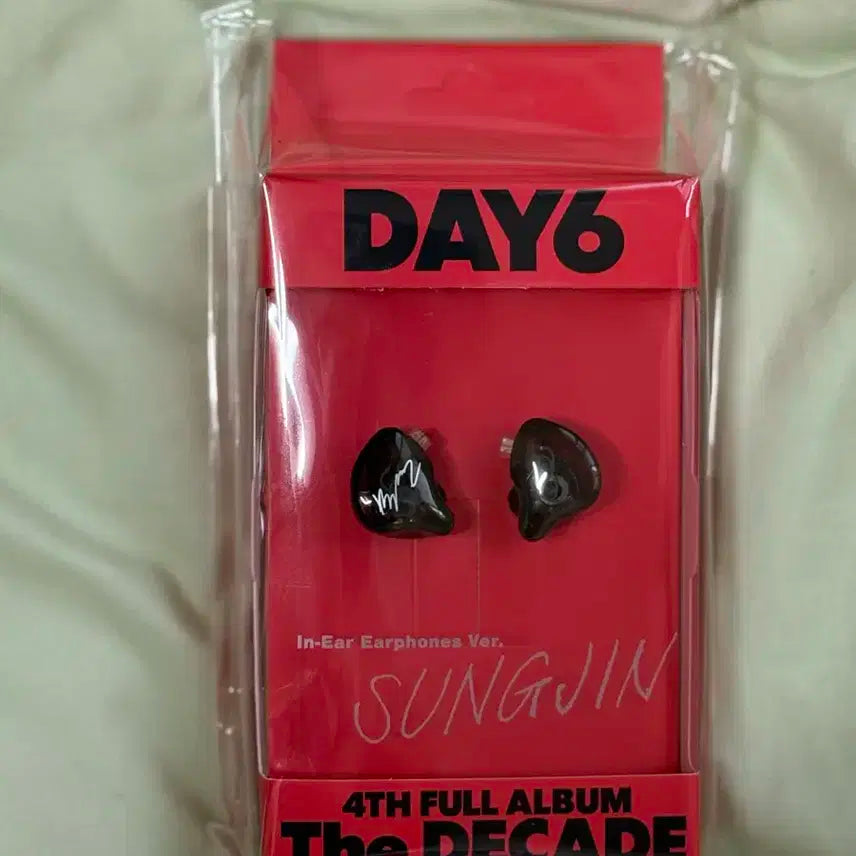 DAY6
In-Ear Earphones Ver.
SUNGJIN
4TH FULL ALBUM
The DECADE